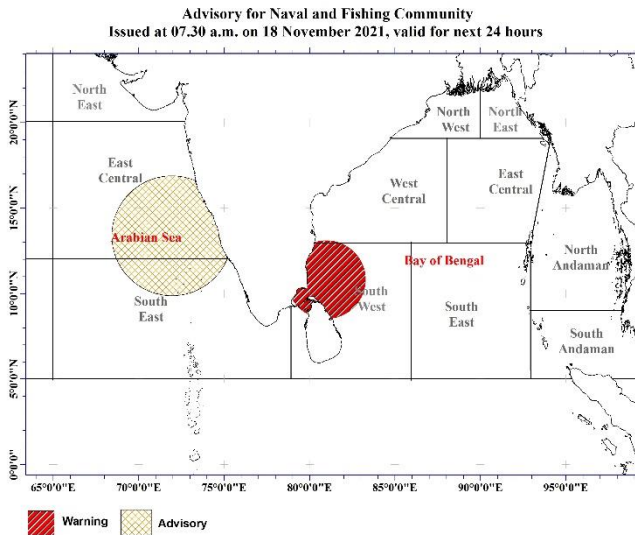 Advisory for Naval and Fishing Community
Issued at 07.30 a.m. on 18 November 2021, valid for next 24 hours
North East
North West
North East
East Central
West Central
East Central
Arabian Sea
Bay of Bengal
North Andaman
South East
South West
South East
South Andaman
20°0'0"N
15°0'0"N
10°0'0"N
5°0'0"N
0°0'0"
65°0'0"E 70°0'0"E 75°0'0"E 80°0'0"E 85°0'0"E 90°0'0"E 95°0'0"E
Warning Advisory